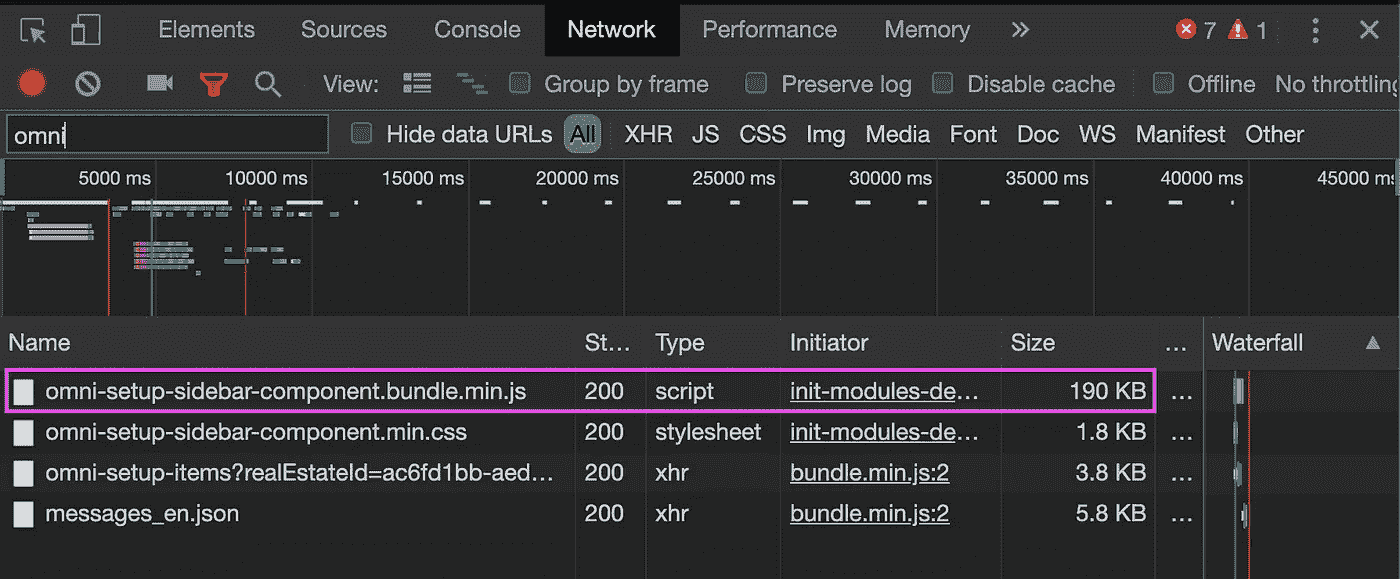 Elements Sources Console Network Performance Memory » 7 1
View: Group by frame Preserve log Disable cache Offline No throttling
omni Hide data URLs All XHR JS CSS Img Media Font Doc WS Manifest Other
5000 ms 10000 ms 15000 ms 20000 ms 25000 ms 30000 ms 35000 ms 40000 ms 45000 ms
Name St... Type Initiator Size ... Waterfall
omni-setup-sidebar-component.bundle.min.js 200 script init-modules-de... 190 KB ...
omni-setup-sidebar-component.min.css 200 stylesheet init-modules-de... 1.8 KB ...
omni-setup-items?realEstateId=ac6fd1bb-aed... 200 xhr bundle.min.js:2 3.8 KB ...
messages_en.json 200 xhr bundle.min.js:2 5.8 KB ...